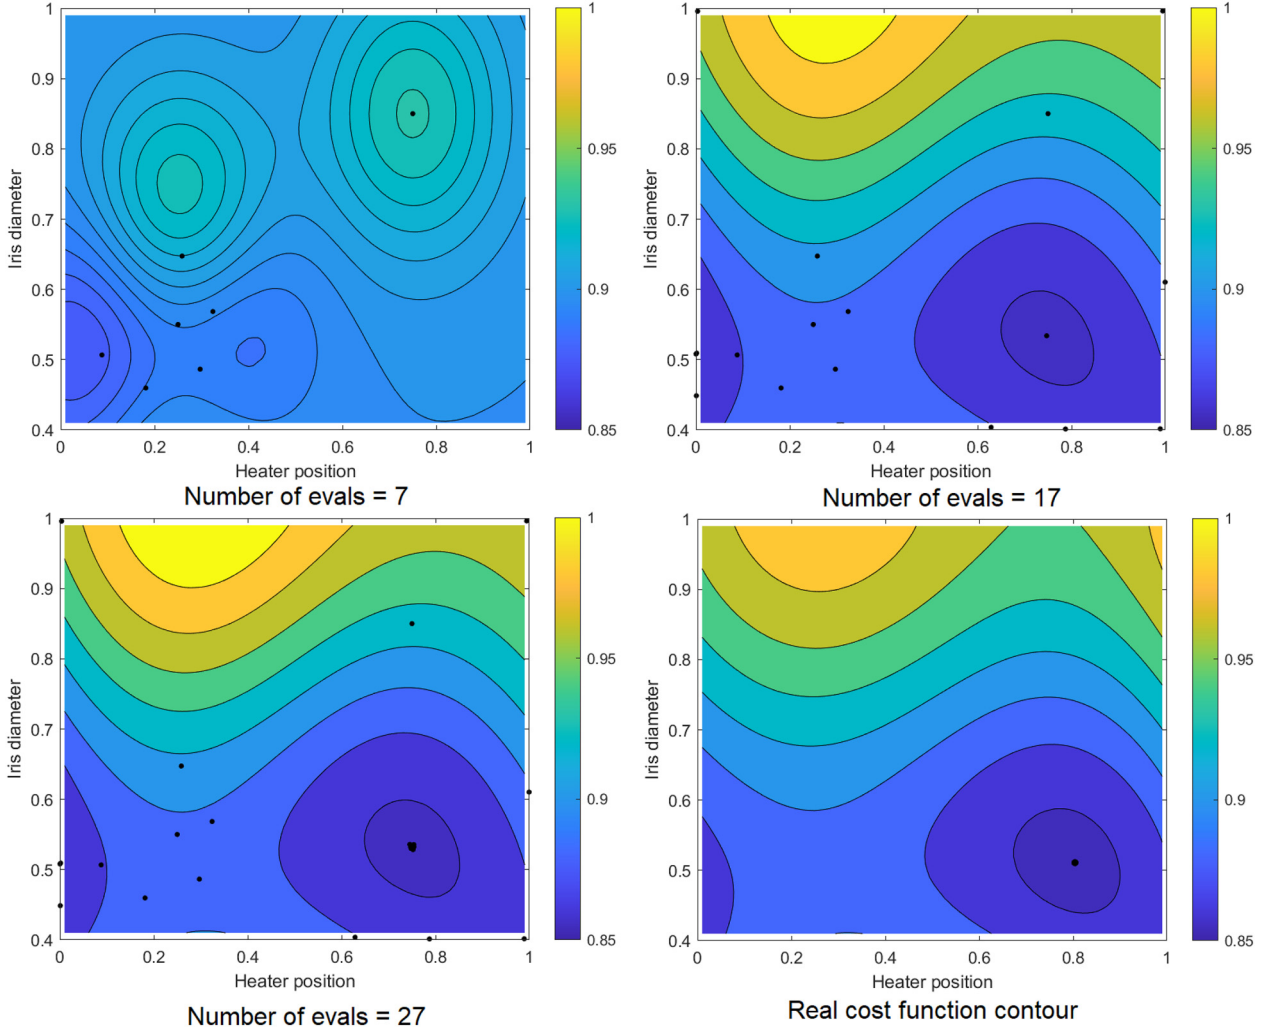 1
0.9
0.8
0.7
0.6
0.5
0.4
Iris diameter
0 0.2 0.4 0.6 0.8 1
Heater position
1
0.95
0.9
0.85
Number of evals = 7
1
0.9
0.8
0.7
0.6
0.5
0.4
Iris diameter
0 0.2 0.4 0.6 0.8 1
Heater position
1
0.95
0.9
0.85
Number of evals = 17
1
0.9
0.8
0.7
0.6
0.5
0.4
Iris diameter
0 0.2 0.4 0.6 0.8 1
Heater position
1
0.95
0.9
0.85
Number of evals = 27
1
0.9
0.8
0.7
0.6
0.5
0.4
Iris diameter
0 0.2 0.4 0.6 0.8 1
Heater position
1
0.95
0.9
0.85
Real cost function contour